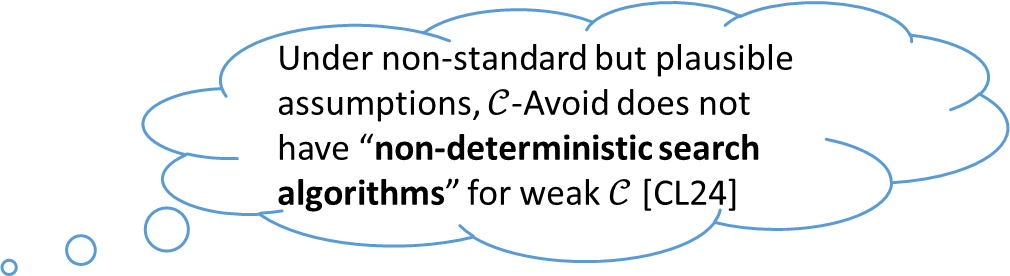 Under non-standard but plausible
assumptions, 𝒞-Avoid does not
have “non-deterministic search
algorithms” for weak 𝒞 [CL24]